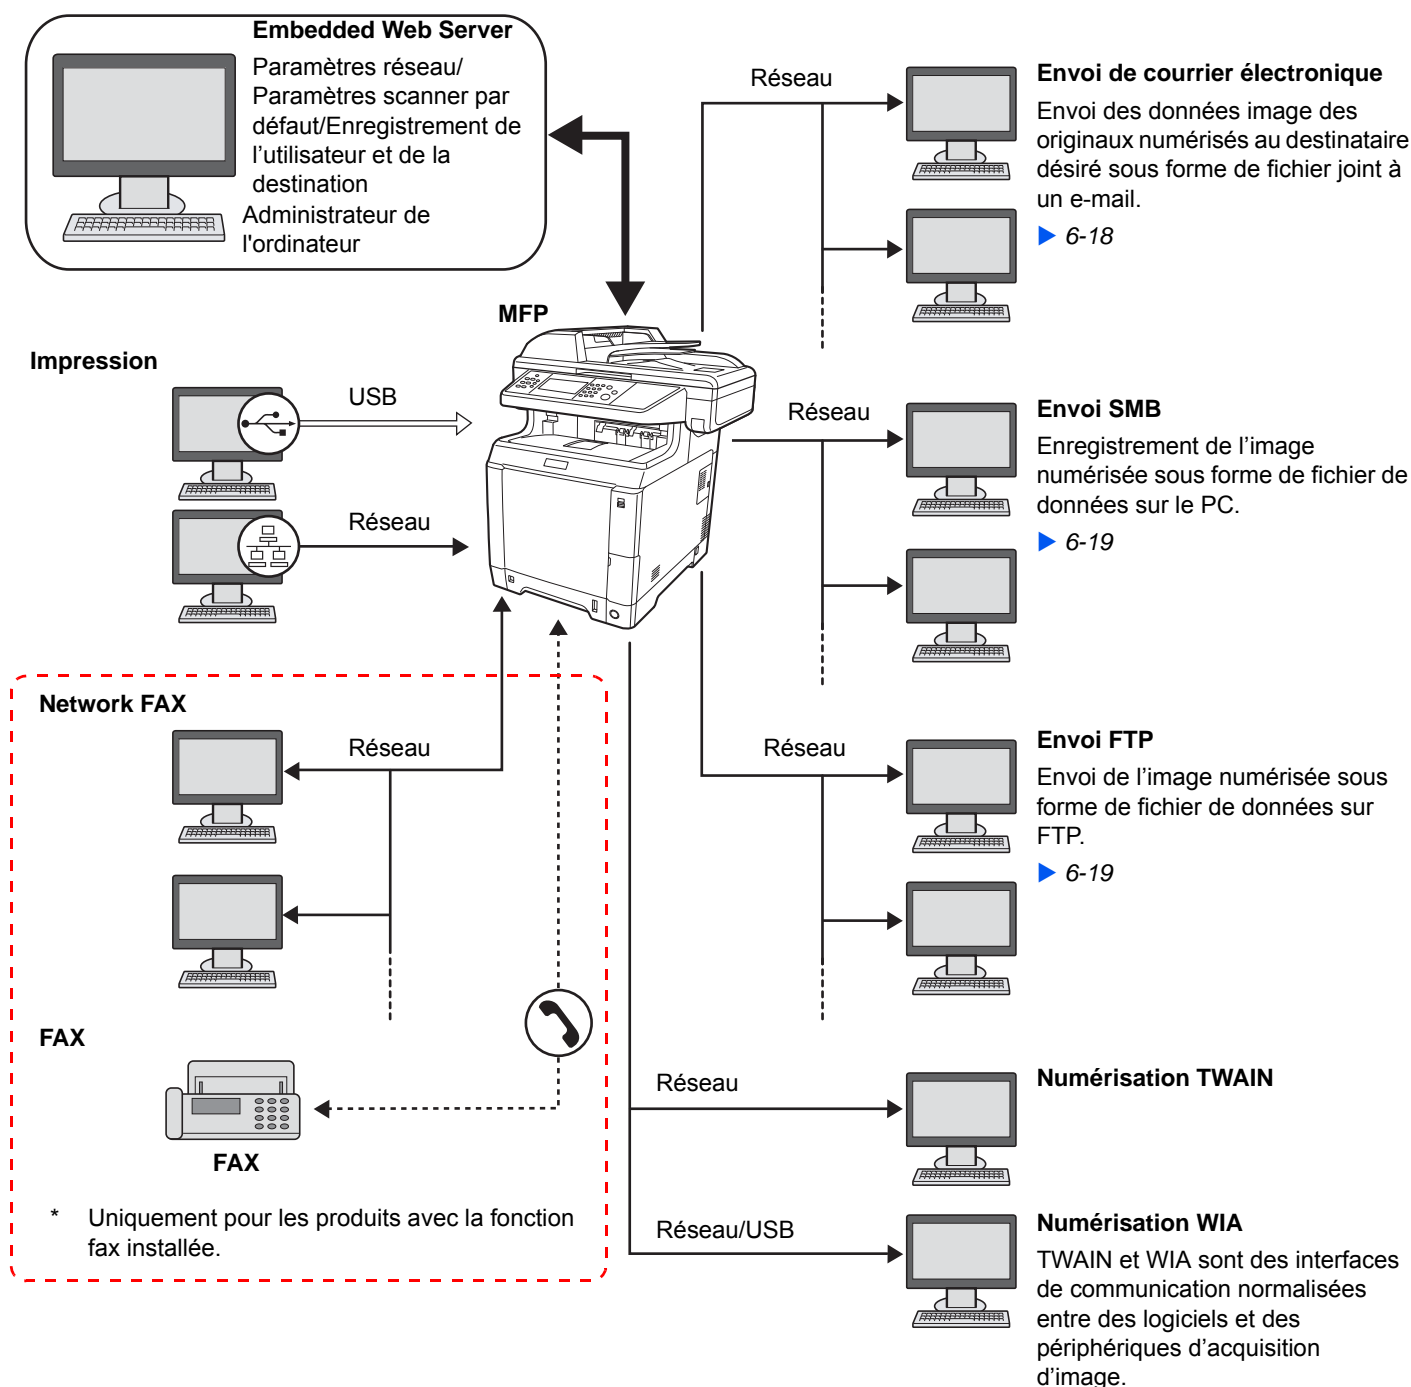 Embedded Web Server
Paramètres réseau/
Paramètres scanner par
défaut/Enregistrement de
l’utilisateur et de la
destination
Administrateur de
l'ordinateur
MFP
Impression
USB
Réseau
Network FAX
Réseau
FAX
FAX
* Uniquement pour les produits avec la fonction
fax installée.
Réseau
Envoi de courrier électronique
Envoi des données image des
originaux numérisés au destinataire
désiré sous forme de fichier joint à
un e-mail.
6-18
Réseau
Envoi SMB
Enregistrement de l’image
numérisée sous forme de fichier de
données sur le PC.
6-19
Réseau
Envoi FTP
Envoi de l’image numérisée sous
forme de fichier de données sur
FTP.
6-19
Réseau
Numérisation TWAIN
Réseau/USB
Numérisation WIA
TWAIN et WIA sont des interfaces
de communication normalisées
entre des logiciels et des
périphériques d’acquisition
d’image.